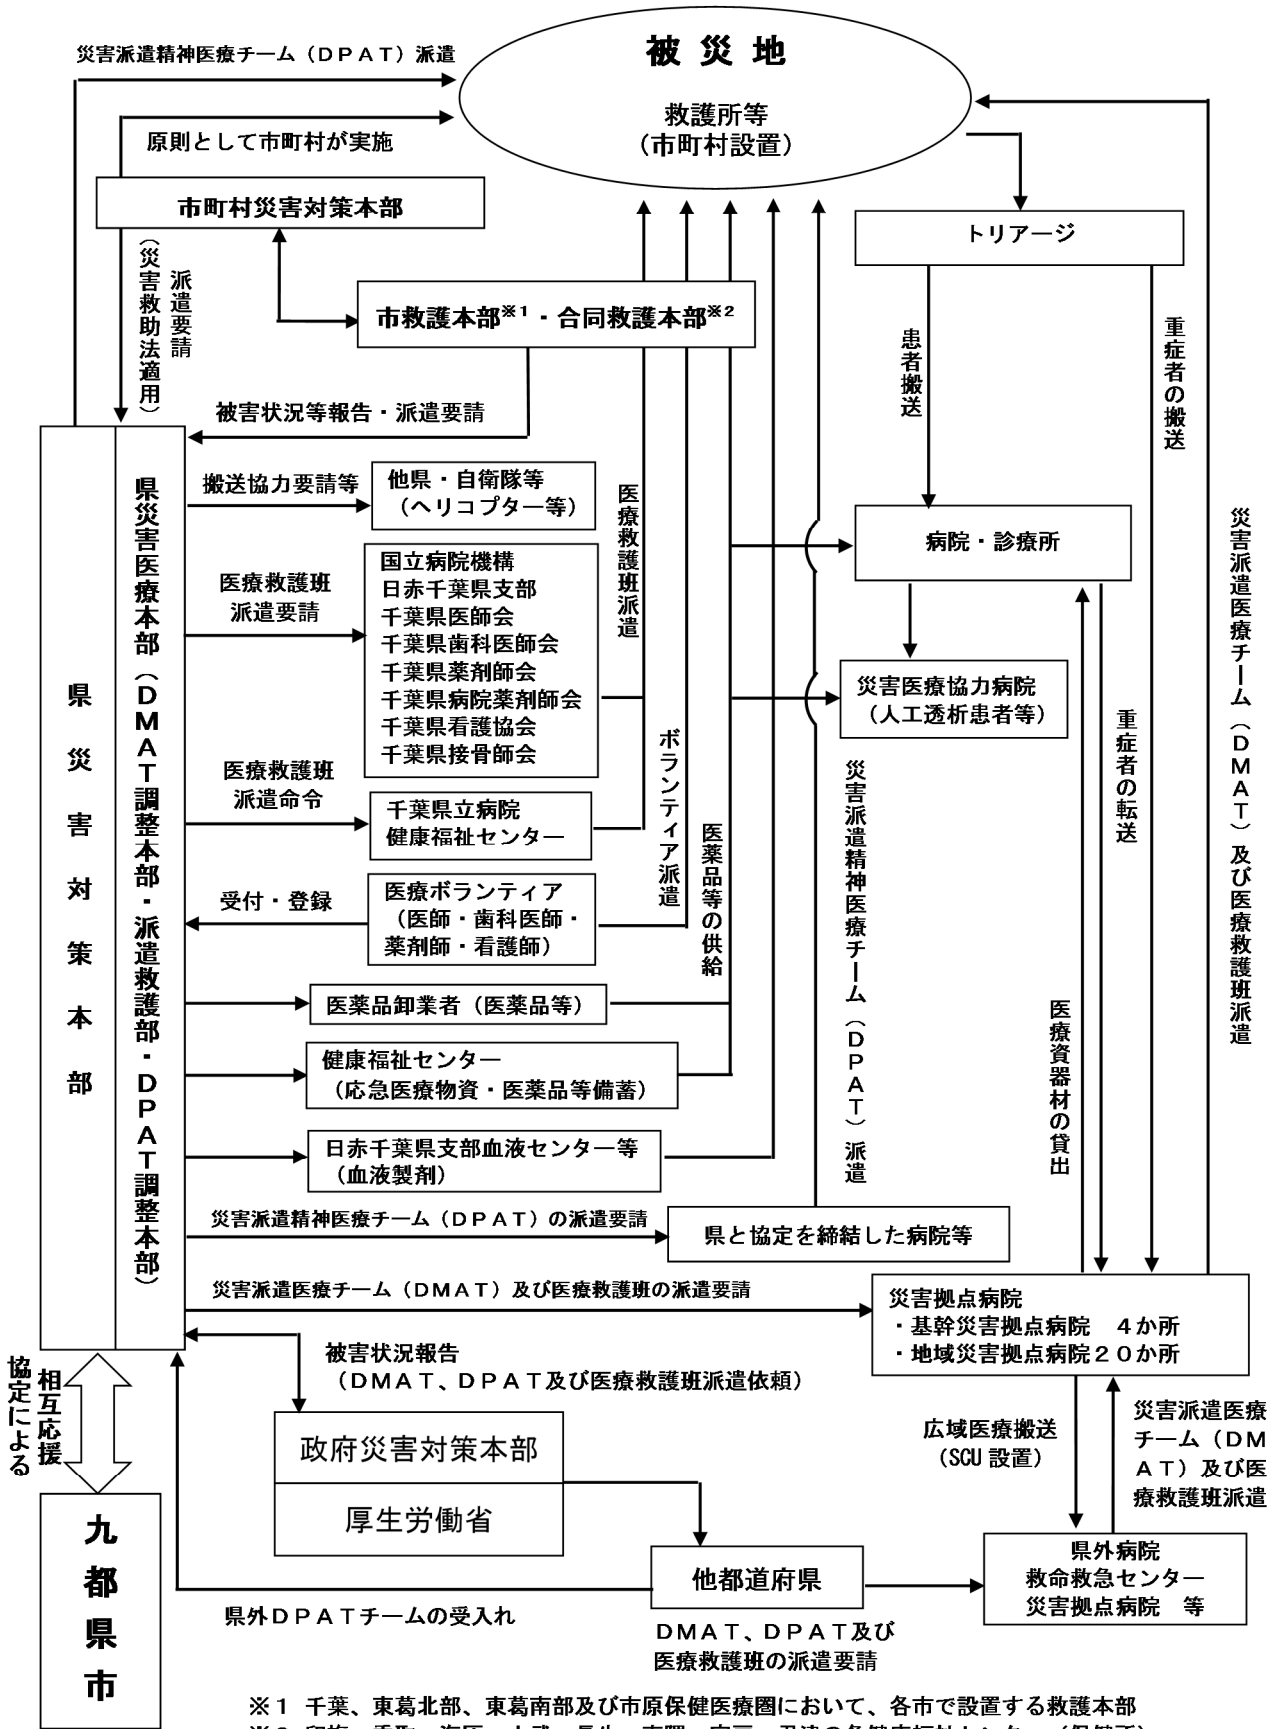 被災地
救護所等
（市町村設置）
災害派遣精神医療チーム（ＤＰＡＴ）派遣
原則として市町村が実施
市町村災害対策本部
派遣要請
（災害救助法適用）
市救護本部※１・合同救護本部※２
被害状況等報告・派遣要請
トリアージ
患者搬送
重症者の搬送
県災害対策本部
県災害医療本部（ＤＭＡＴ調整本部・派遣救護部・ＤＰＡＴ調整本部）
搬送協力要請等
他県・自衛隊等
（ヘリコプター等）
医療救護班
派遣要請
国立病院機構
日赤千葉県支部
千葉県医師会
千葉県歯科医師会
千葉県薬剤師会
千葉県病院薬剤師会
千葉県看護協会
千葉県接骨師会
医療救護班派遣
医療救護班
派遣命令
千葉県立病院
健康福祉センター
受付・登録
医療ボランティア
（医師・歯科医師・
薬剤師・看護師）
ボランティア派遣
医薬品等の供給
医薬品卸業者（医薬品等）
健康福祉センター
（応急医療物資・医薬品等備蓄）
日赤千葉県支部血液センター等
（血液製剤）
災害派遣精神医療チーム（ＤＰＡＴ）の派遣要請
県と協定を締結した病院等
災害派遣精神医療チーム（ＤＰＡＴ）派遣
病院・診療所
災害医療協力病院
（人工透析患者等）
重症者の転送
医療資器材の貸出
災害派遣医療チーム（ＤＭＡＴ）及び医療救護班派遣
災害派遣医療チーム（ＤＭＡＴ）及び医療救護班の派遣要請
災害拠点病院
・基幹災害拠点病院　４か所
・地域災害拠点病院２０か所
被害状況報告
（ＤＭＡＴ、ＤＰＡＴ及び医療救護班派遣依頼）
政府災害対策本部
厚生労働省
相互応援
協定による
九都県市
広域医療搬送
（SCU 設置）
災害派遣医療
チーム（ＤＭ
ＡＴ）及び医
療救護班派遣
県外病院
救命救急センター
災害拠点病院　等
他都道府県
県外ＤＰＡＴチームの受入れ
ＤＭＡＴ、ＤＰＡＴ及び
医療救護班の派遣要請
※１　千葉、東葛北部、東葛南部及び市原保健医療圏において、各市で設置する救護本部